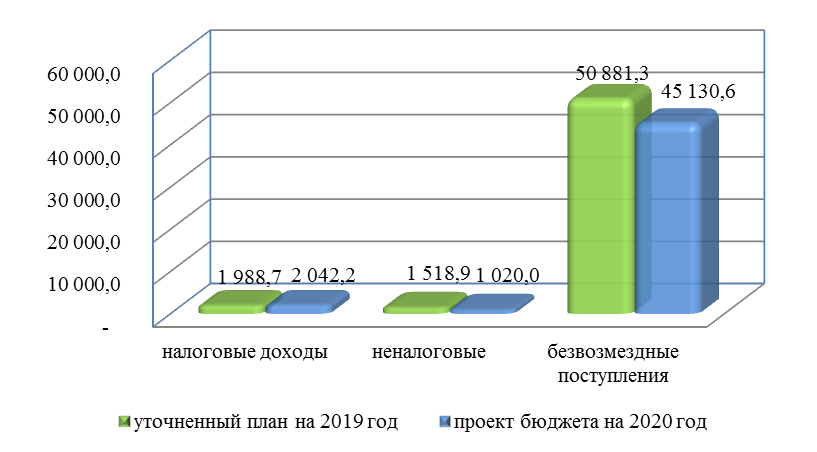 60 000,0
50 000,0
40 000,0
30 000,0
20 000,0
10 000,0
-
50 881,3
45 130,6
1 988,7
2 042,2
1 518,9
1 020,0
налоговые доходы
неналоговые
безвозмездные
поступления
уточненный план на 2019 год
проект бюджета на 2020 год